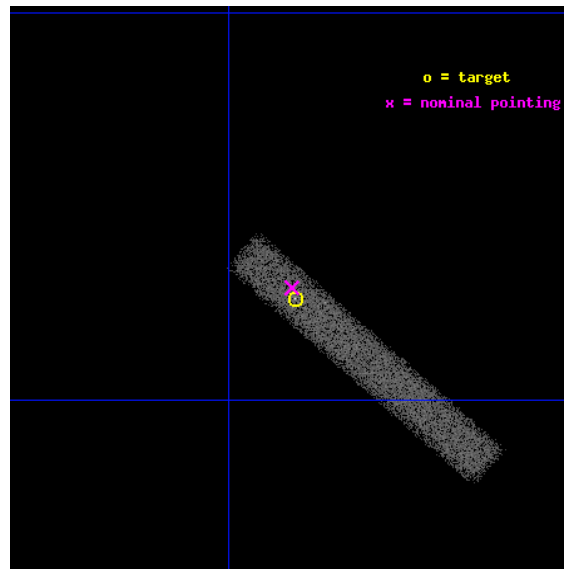 o = target
x = nominal pointing